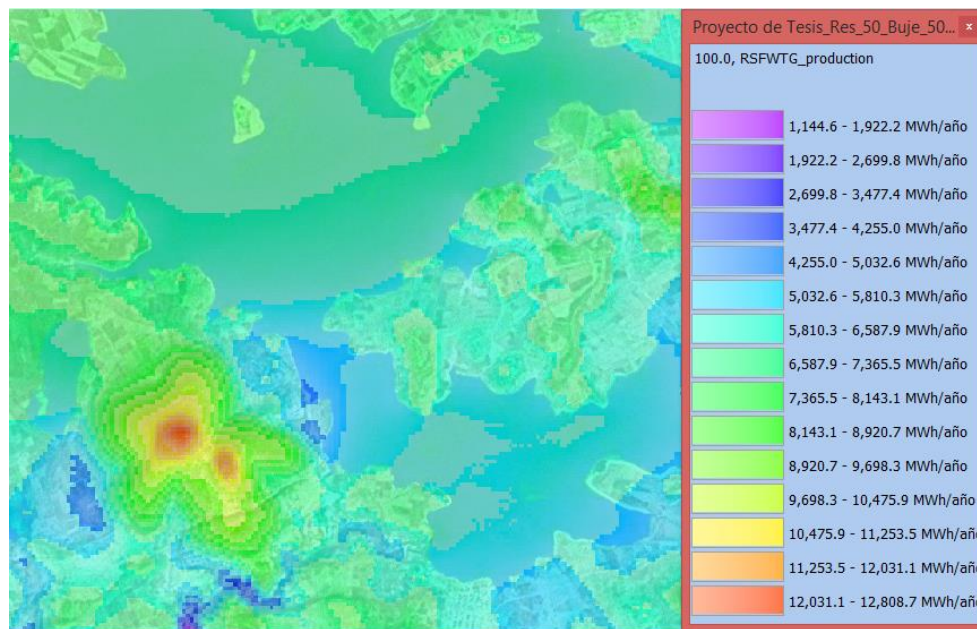 Proyecto de Tesis_Res_50_Buje_50...
100.0, RSFWTG_production
1,144.6 - 1,922.2 MWh/año
1,922.2 - 2,699.8 MWh/año
2,699.8 - 3,477.4 MWh/año
3,477.4 - 4,255.0 MWh/año
4,255.0 - 5,032.6 MWh/año
5,032.6 - 5,810.3 MWh/año
5,810.3 - 6,587.9 MWh/año
6,587.9 - 7,365.5 MWh/año
7,365.5 - 8,143.1 MWh/año
8,143.1 - 8,920.7 MWh/año
8,920.7 - 9,698.3 MWh/año
9,698.3 - 10,475.9 MWh/año
10,475.9 - 11,253.5 MWh/año
11,253.5 - 12,031.1 MWh/año
12,031.1 - 12,808.7 MWh/año